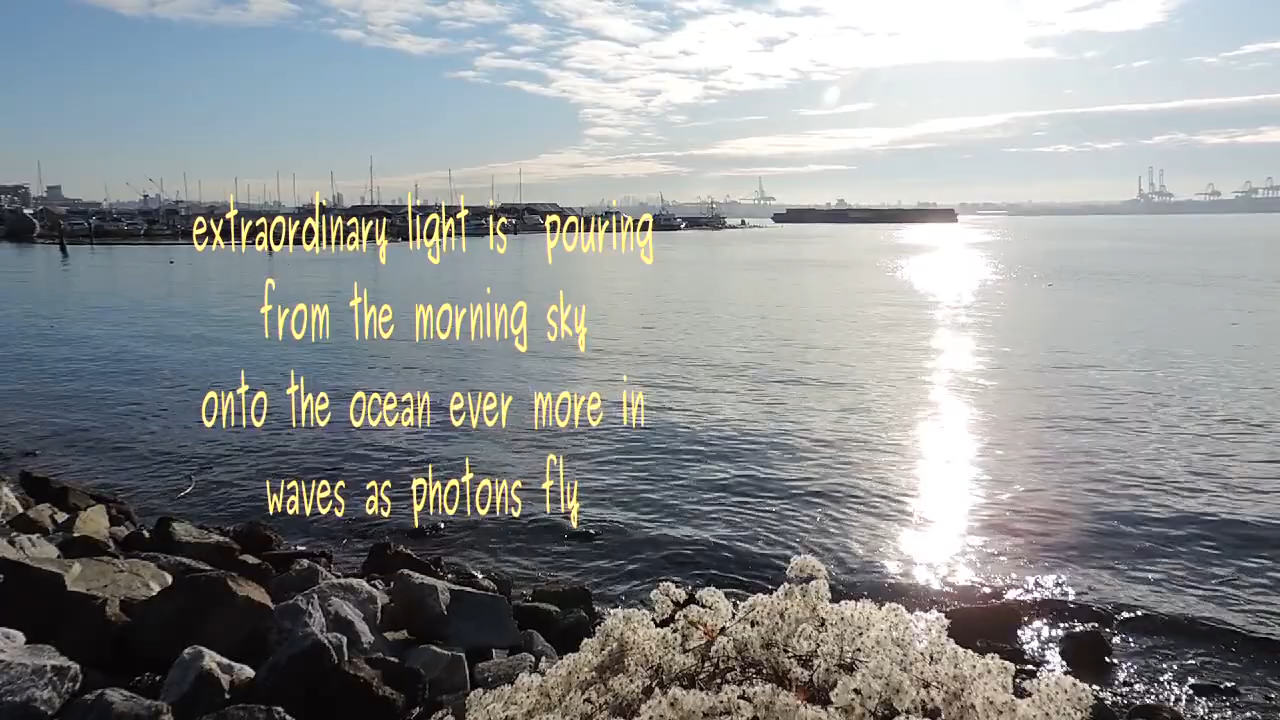 extraordinary light is pouring
from the morning sky
onto the ocean ever more in
waves as photons fly